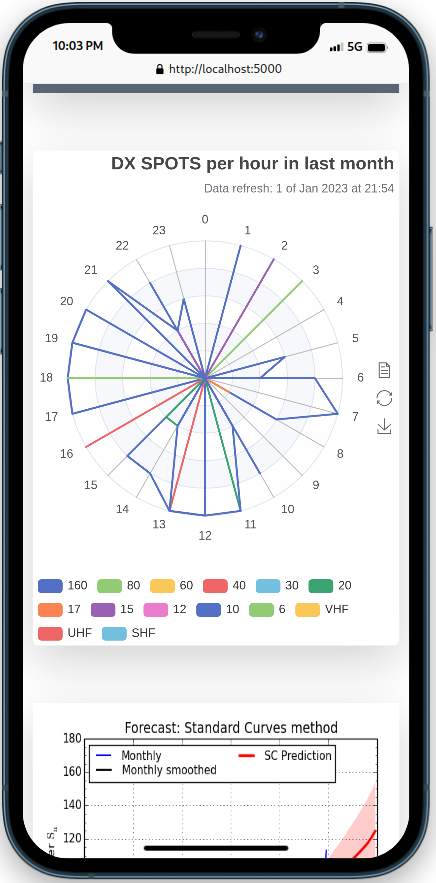 10:03 PM 5G
http://localhost:5000
DX SPOTS per hour in last month
Data refresh: 1 of Jan 2023 at 21:54
0
23 1
22 2
21 3
20 4
19 5
18 6
17 7
16 8
15 9
14 10
13 11
12
160 80 60 40 30 20
17 15 12 10 6 VHF
UHF SHF
Forecast: Standard Curves method
180
Monthly SC Prediction
Monthly smoothed
160
140
120